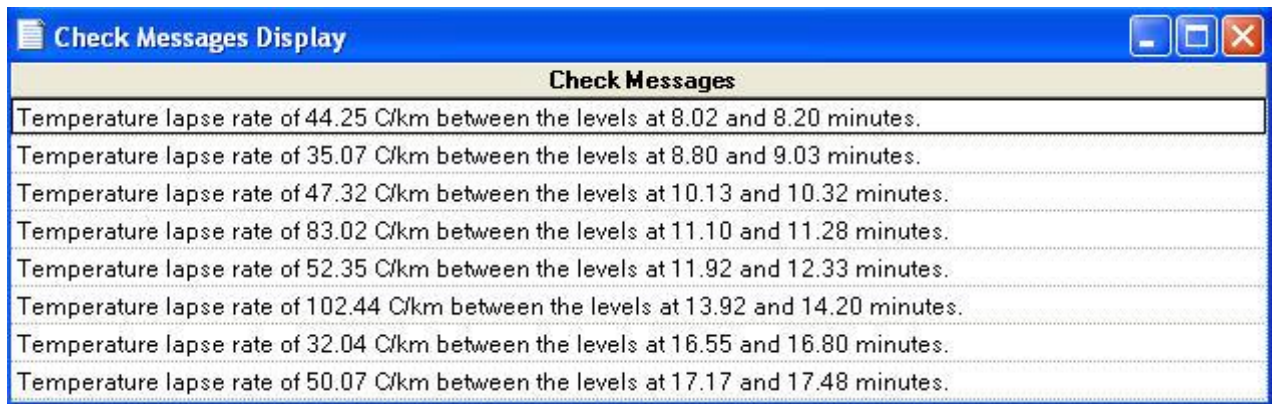 Check Messages Display
Check Messages
Temperature lapse rate of 44.25 C/km between the levels at 8.02 and 8.20 minutes.
Temperature lapse rate of 35.07 C/km between the levels at 8.80 and 9.03 minutes.
Temperature lapse rate of 47.32 C/km between the levels at 10.13 and 10.32 minutes.
Temperature lapse rate of 83.02 C/km between the levels at 11.10 and 11.28 minutes.
Temperature lapse rate of 52.35 C/km between the levels at 11.92 and 12.33 minutes.
Temperature lapse rate of 102.44 C/km between the levels at 13.92 and 14.20 minutes.
Temperature lapse rate of 32.04 C/km between the levels at 16.55 and 16.80 minutes.
Temperature lapse rate of 50.07 C/km between the levels at 17.17 and 17.48 minutes.